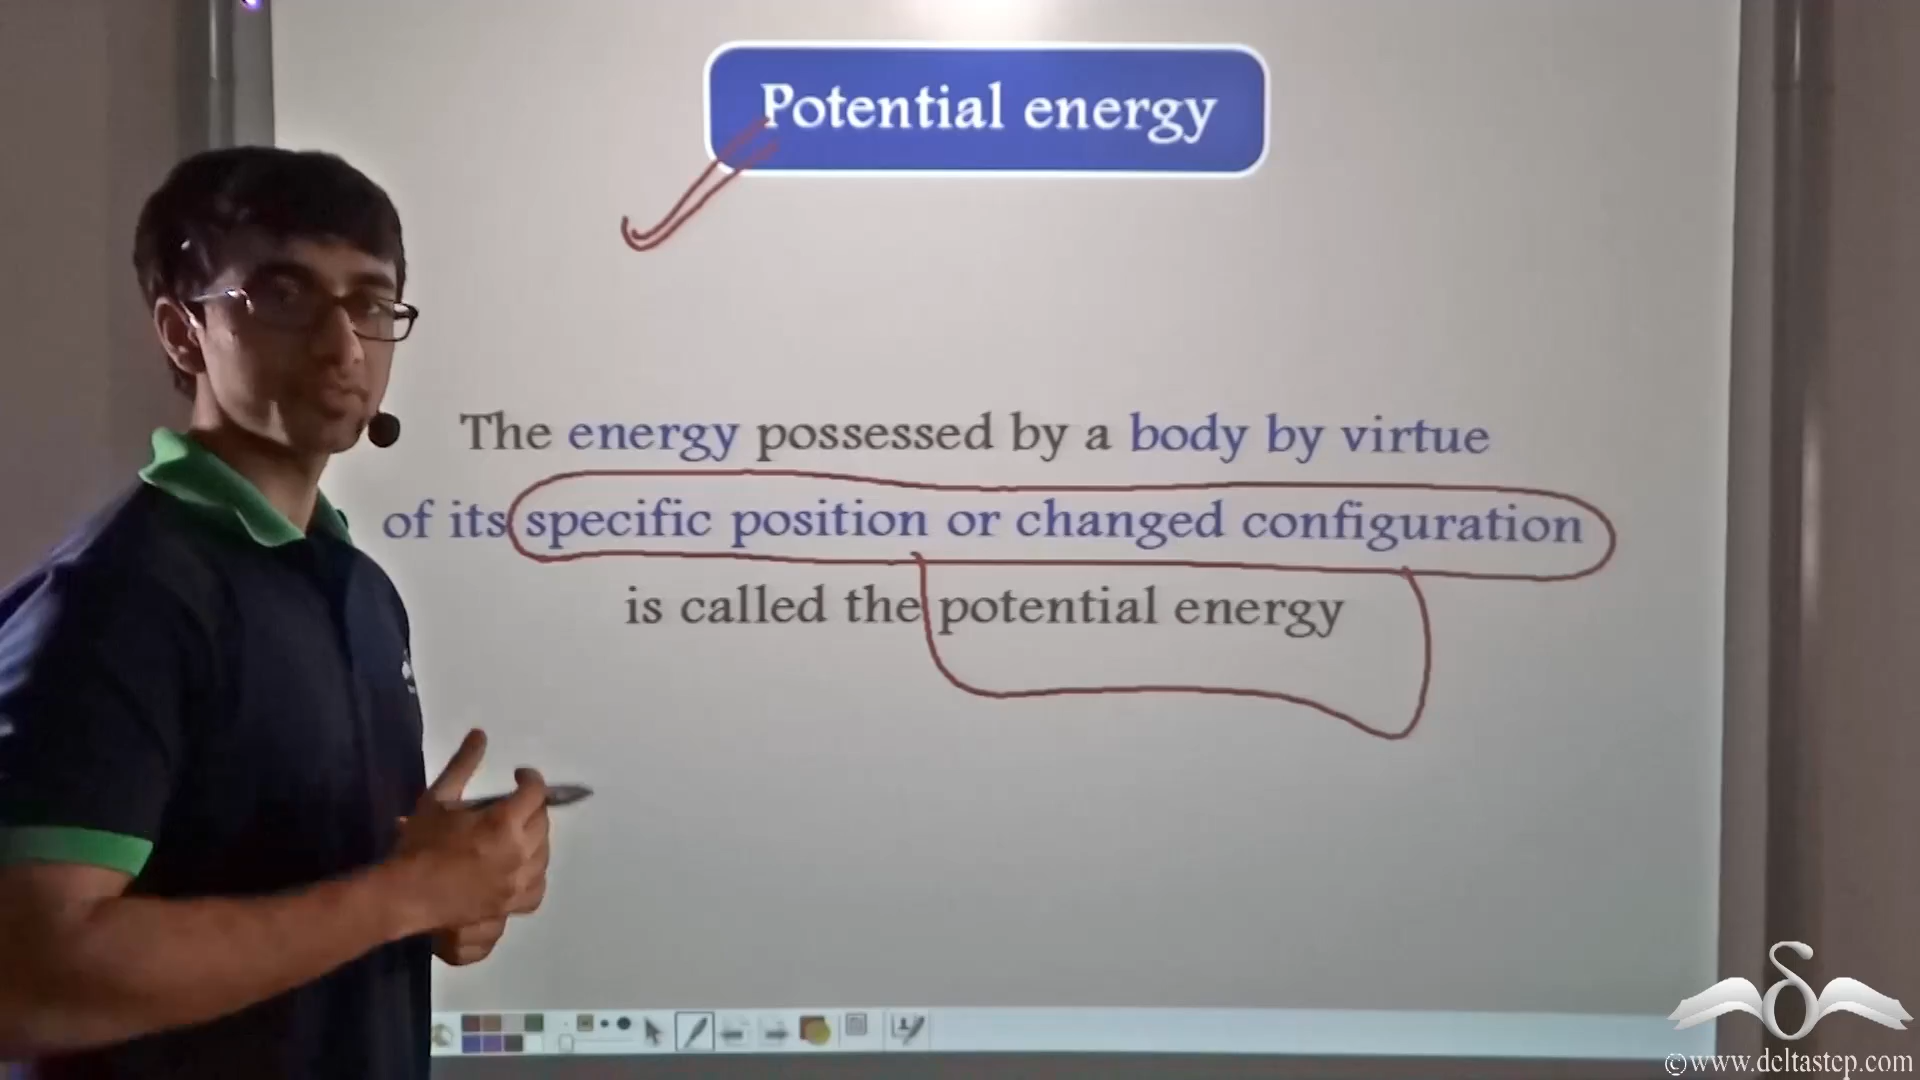 Potential energy
The energy possessed by a body by virtue
of its specific position or changed configuration
is called the potential energy
©www.deltastep.com